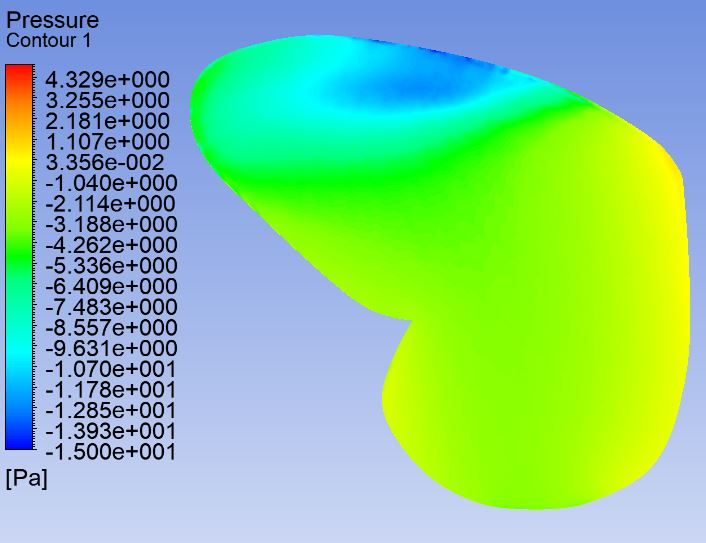 Pressure
Contour 1
4.329e+000
3.255e+000
2.181e+000
1.107e+000
3.356e-002
-1.040e+000
-2.114e+000
-3.188e+000
-4.262e+000
-5.336e+000
-6.409e+000
-7.483e+000
-8.557e+000
-9.631e+000
-1.070e+001
-1.178e+001
-1.285e+001
-1.393e+001
-1.500e+001
[Pa]